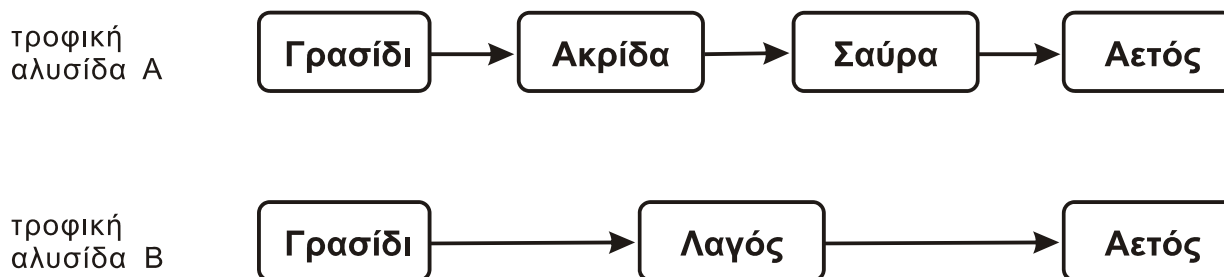 τροφική
αλυσίδα Α
Γρασίδι Ακρίδα Σαύρα Αετός
τροφική
αλυσίδα Β
Γρασίδι Λαγός Αετός